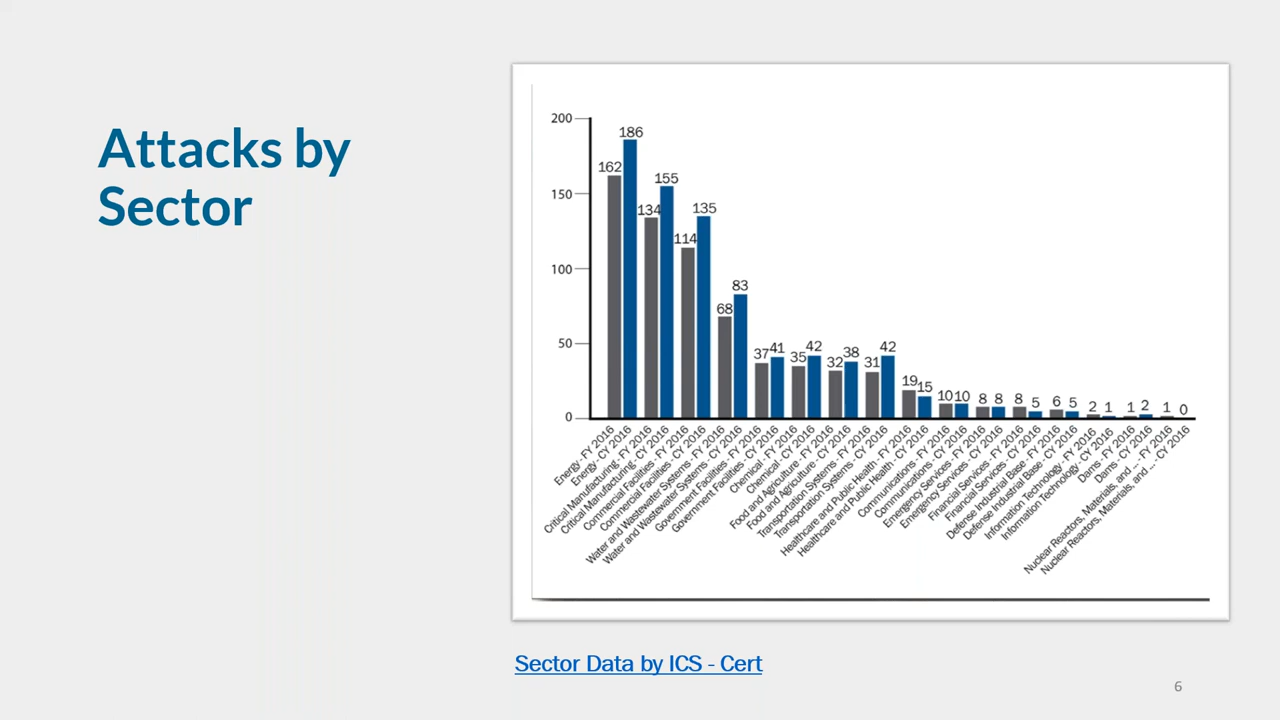 Attacks by
Sector
200
150
100
50
0
162
186
134
155
114
135
68
83
37
41
35
42
32
38
31
42
19
15
10
10
8
8
8
5
6
5
2
1
1
2
1
0
Energy - FY 2016
Energy - CY 2016
Critical Manufacturing - FY 2016
Critical Manufacturing - CY 2016
Commercial Facilities - FY 2016
Commercial Facilities - CY 2016
Water and Wastewater Systems - FY 2016
Water and Wastewater Systems - CY 2016
Government Facilities - FY 2016
Government Facilities - CY 2016
Chemical - FY 2016
Chemical - CY 2016
Food and Agriculture - FY 2016
Food and Agriculture - CY 2016
Transportation Systems - FY 2016
Transportation Systems - CY 2016
Healthcare and Public Health - FY 2016
Healthcare and Public Health - CY 2016
Communications - FY 2016
Communications - CY 2016
Emergency Services - FY 2016
Emergency Services - CY 2016
Financial Services - FY 2016
Financial Services - CY 2016
Defense Industrial Base - FY 2016
Defense Industrial Base - CY 2016
Information Technology - FY 2016
Information Technology - CY 2016
Dams - FY 2016
Dams - CY 2016
Nuclear Reactors, Materials, and ... - FY 2016
Nuclear Reactors, Materials, and ... - CY 2016
Sector Data by ICS - Cert
6